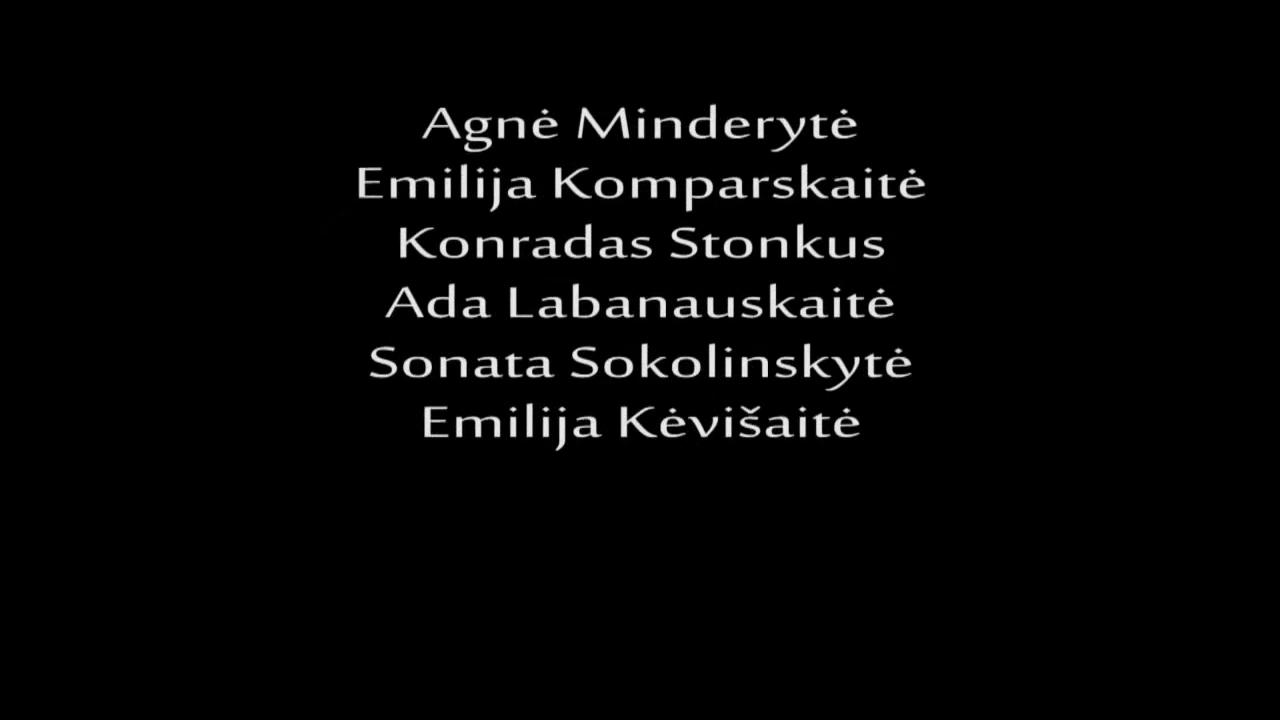 Agnė Minderytė
Emilija Komparskaitė
Konradas Stonkus
Ada Labanauskaitė
Sonata Sokolinskytė
Emilija Kėvišaitė